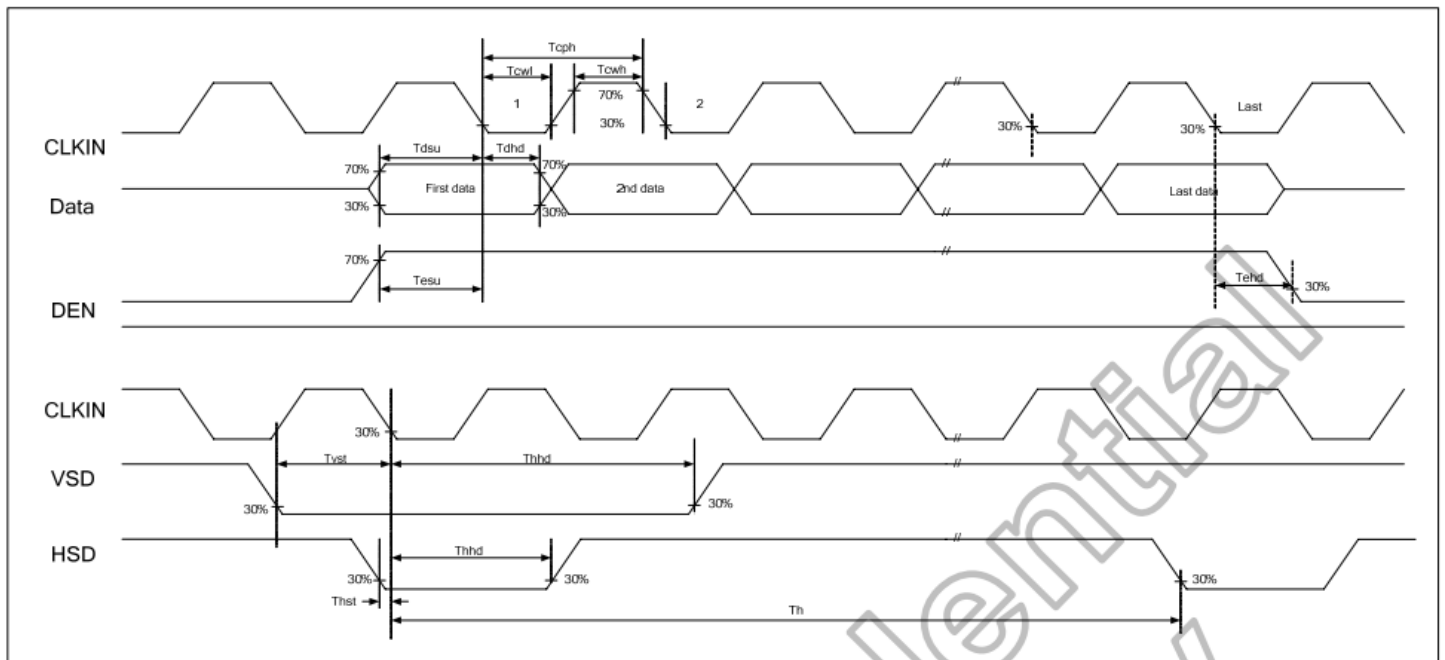 Tcph
Tcwl Tcwh
1 70% 2 Last
30% 30% 30%
CLKIN
Tdsu Tdhd
70% 70%
First data 2nd data Last data
Data
30% 30%
70%
Tesu Tehd
30%
DEN
CLKIN
30%
Tvst Thhd
VSD
30% 30%
HSD
Thhd
30% 30% 30%
Thst
Th